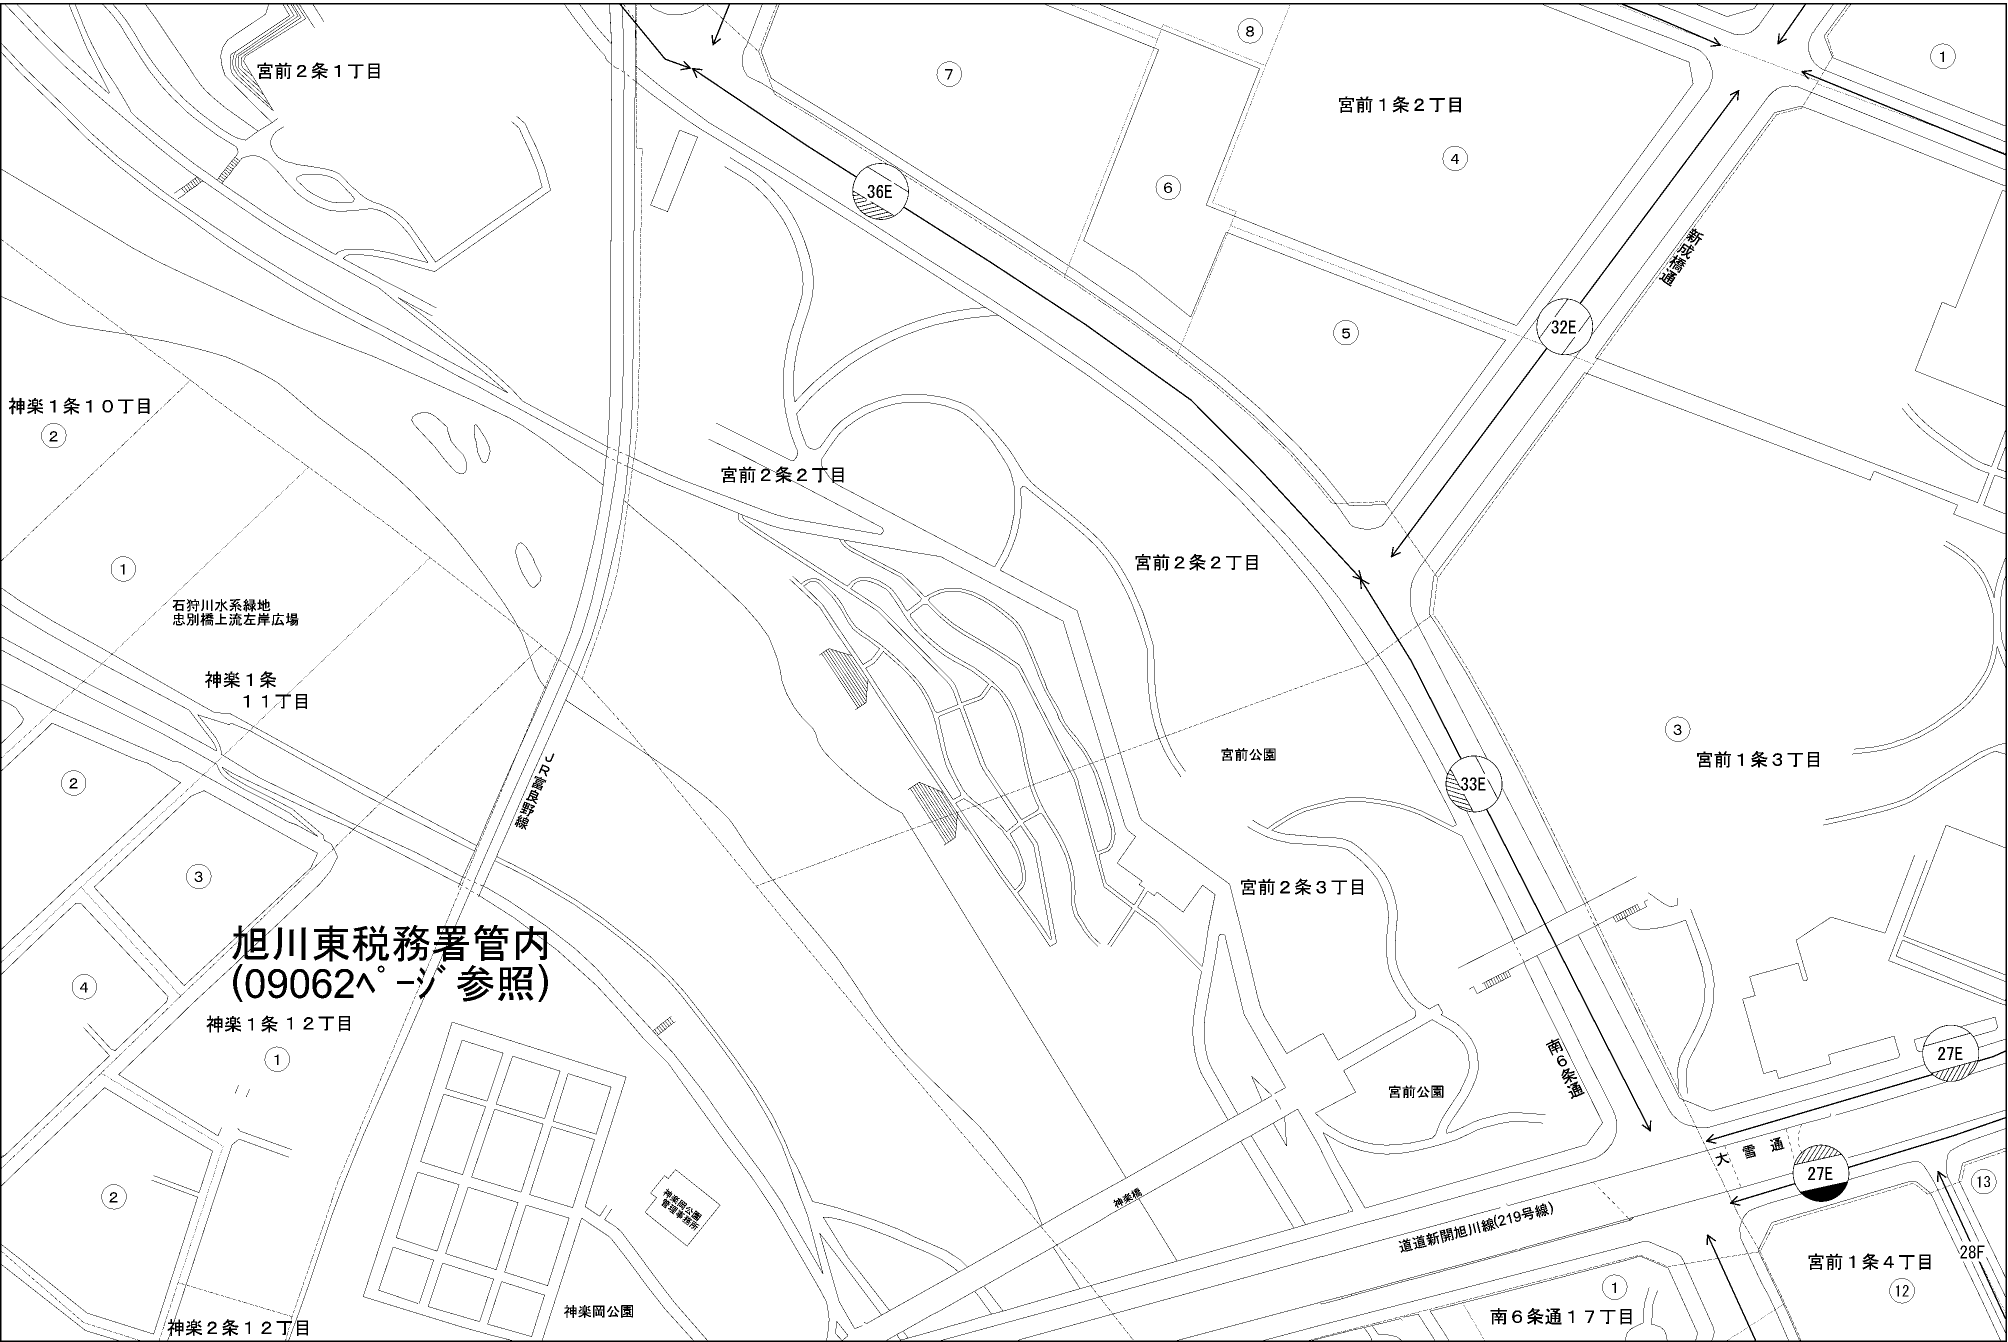 宮前２条１丁目
⑧
⑦
①
宮前１条２丁目
④
36E
⑥
新成橋通
32E
⑤
神楽１条１０丁目
②
宮前２条２丁目
宮前２条２丁目
①
石狩川水系緑地
忠別橋上流左岸広場
神楽１条
１１丁目
ＪＲ富良野線
宮前公園
③
宮前１条３丁目
②
33E
③
宮前２条３丁目
旭川東税務署管内
(09062ﾍﾟｰｼﾞ参照)
④
神楽１条１２丁目
①
南６条通
27E
宮前公園
大雪通
27E
②
神楽岡公園
管理事務所
神楽橋
⑬
道道新開旭川線(219号線)
28F
宮前１条４丁目
①
⑫
神楽岡公園
南６条通１７丁目
神楽２条１２丁目